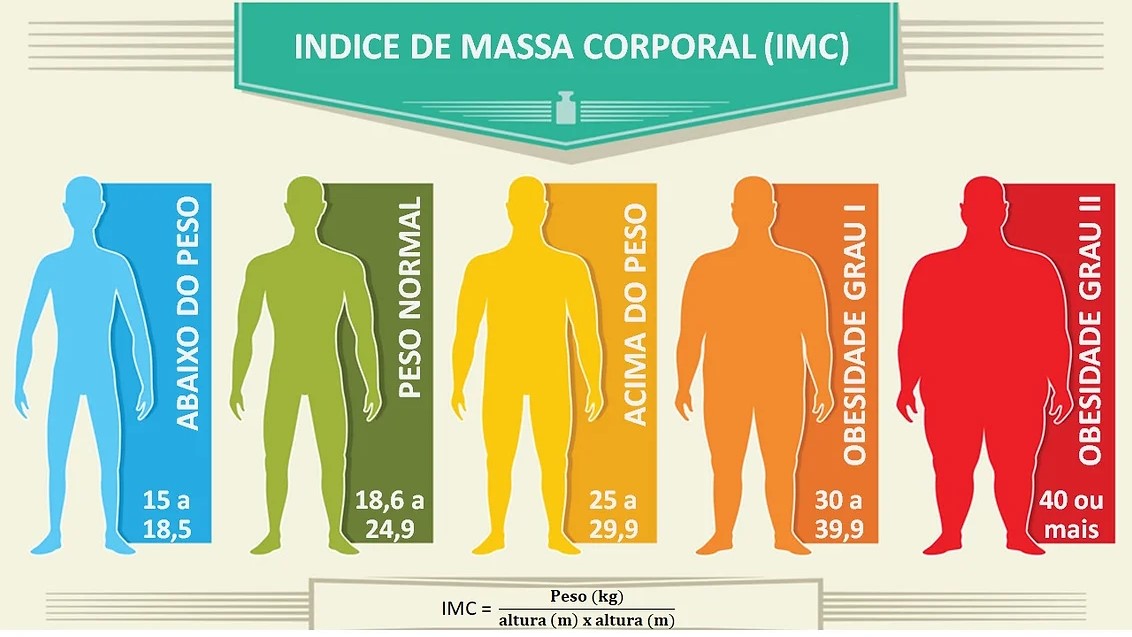 INDICE DE MASSA CORPORAL (IMC)
ABAIXO DO PESO
15 a
18,5
PESO NORMAL
18,6 a
24,9
ACIMA DO PESO
25 a
29,9
OBESIDADE GRAU I
30 a
39,9
OBESIDADE GRAU II
40 ou
mais
IMC = Peso (kg)
altura (m) x altura (m)